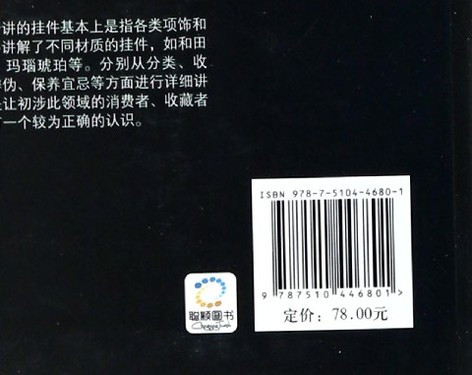 讲的挂件基本上是指各类项饰和
讲解了不同材质的挂件，如和田
玛瑙琥珀等。分别从分类、收
伪、保养宜忌等方面进行详细讲
让初涉此领域的消费者、收藏者
一个较为正确的认识。
ISBN 978-7-5104-4680-1
9 787510 446801 >
定价：78.00元
聪颖图书